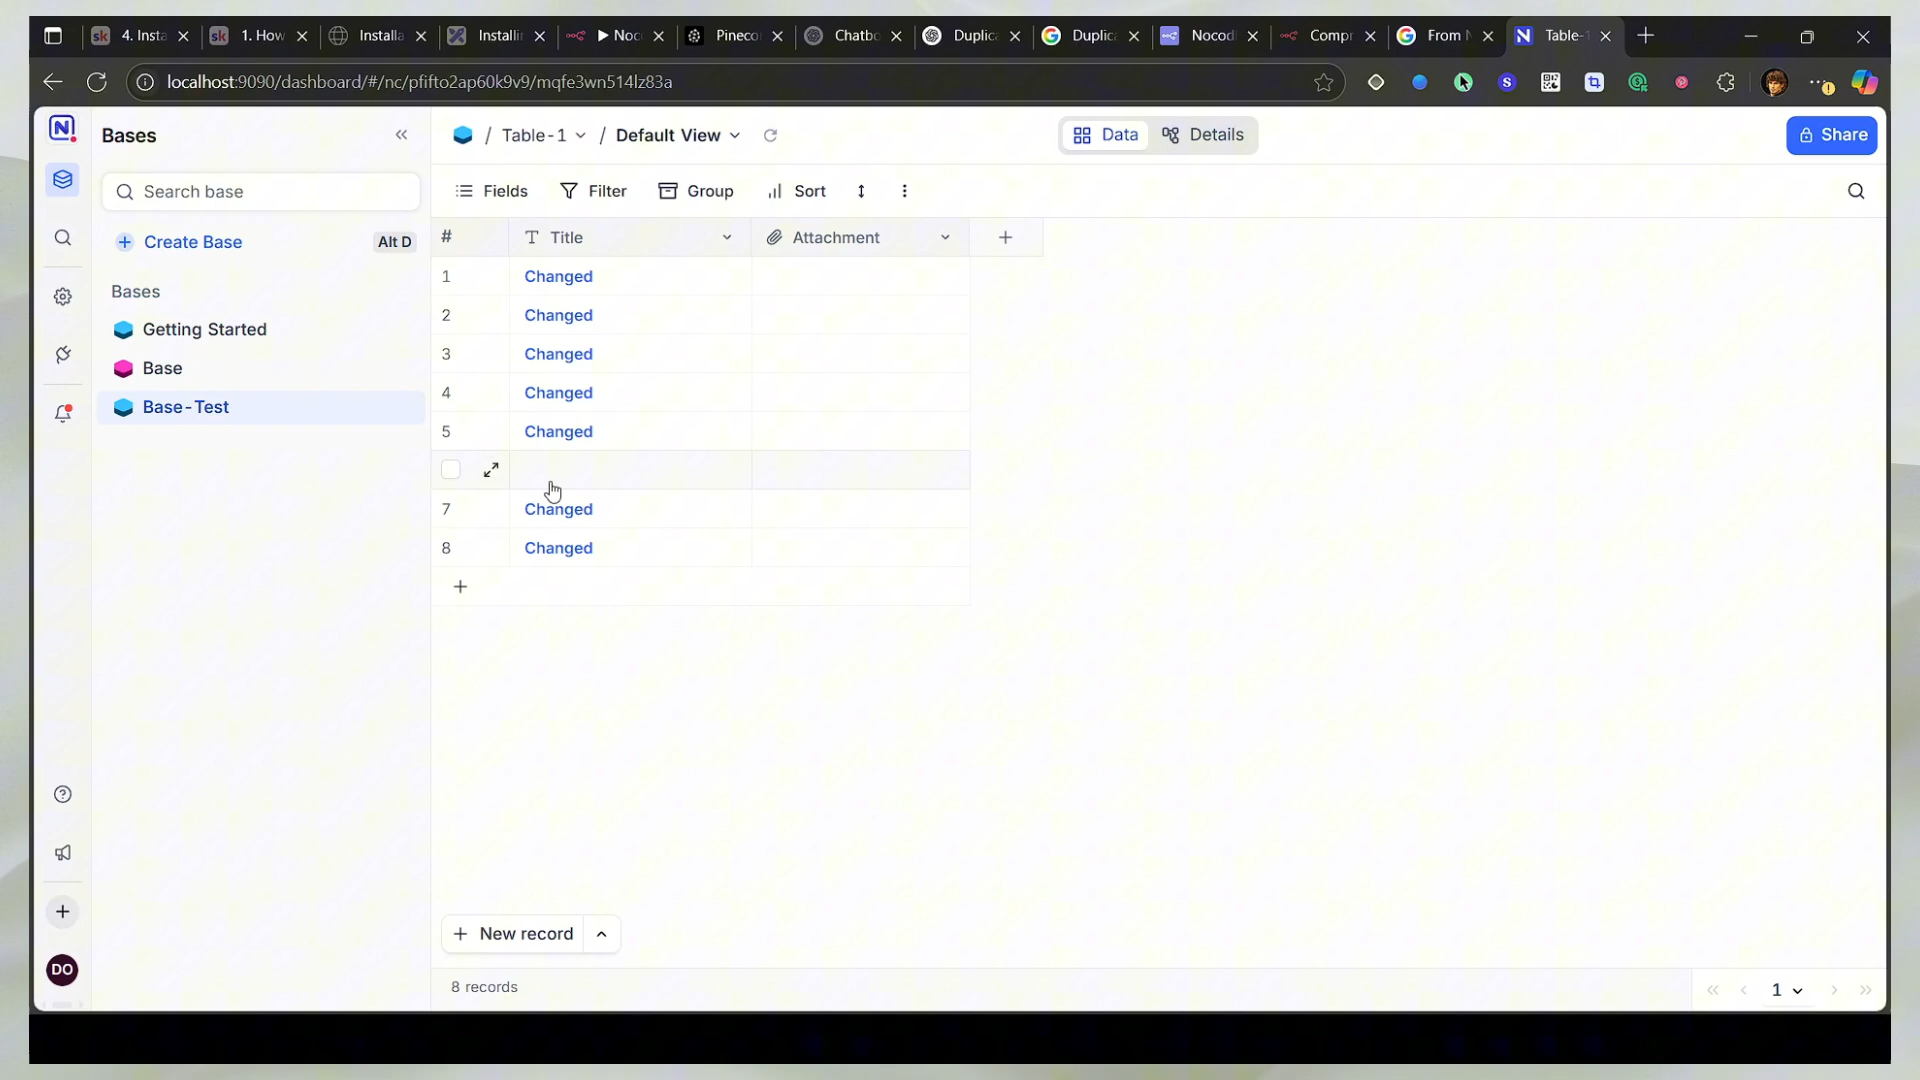 4. Insta
1. How
Installa
Installi
Noc
Pineco
Chatbo
Duplica
Duplica
Nocod
Compr
From N
Table-1
localhost:9090/dashboard/#/nc/pfifto2ap60k9v9/mqfe3wn514lz83a
Bases
/ Table-1 / Default View
Data
Details
Share
Search base
Fields
Filter
Group
Sort
Create Base
Alt D
# Title Attachment
Bases
Getting Started
Base
Base-Test
1 Changed
2 Changed
3 Changed
4 Changed
5 Changed
7 Changed
8 Changed
New record
DO
8 records
1